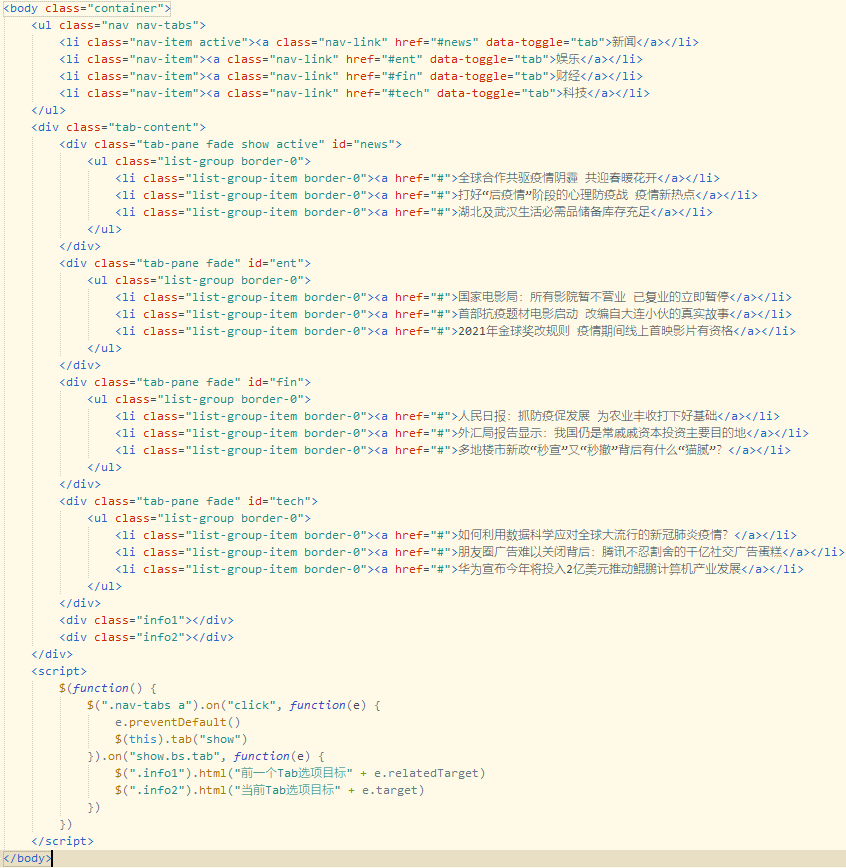 <body class="container">
<ul class="nav nav-tabs">
<li class="nav-item active"><a class="nav-link" href="#news" data-toggle="tab">新闻</a></li>
<li class="nav-item"><a class="nav-link" href="#ent" data-toggle="tab">娱乐</a></li>
<li class="nav-item"><a class="nav-link" href="#fin" data-toggle="tab">财经</a></li>
<li class="nav-item"><a class="nav-link" href="#tech" data-toggle="tab">科技</a></li>
</ul>
<div class="tab-content">
<div class="tab-pane fade show active" id="news">
<ul class="list-group border-0">
<li class="list-group-item border-0"><a href="#">全球合作共驱疫情阴霾 共迎春暖花开</a></li>
<li class="list-group-item border-0"><a href="#">打好“后疫情”阶段的心理防疫战 疫情新热点</a></li>
<li class="list-group-item border-0"><a href="#">湖北及武汉生活必需品储备库存充足</a></li>
</ul>
</div>
<div class="tab-pane fade" id="ent">
<ul class="list-group border-0">
<li class="list-group-item border-0"><a href="#">国家电影局：所有影院暂不营业 已复业的立即暂停</a></li>
<li class="list-group-item border-0"><a href="#">首部抗疫题材电影启动 改编自大连小伙的真实故事</a></li>
<li class="list-group-item border-0"><a href="#">2021年金球奖改规则 疫情期间线上首映影片有资格</a></li>
</ul>
</div>
<div class="tab-pane fade" id="fin">
<ul class="list-group border-0">
<li class="list-group-item border-0"><a href="#">人民日报：抓防疫促发展 为农业丰收打下好基础</a></li>
<li class="list-group-item border-0"><a href="#">外汇局报告显示：我国仍是常戚戚资本投资主要目的地</a></li>
<li class="list-group-item border-0"><a href="#">多地楼市新政“秒宣”又“秒撤”背后有什么“猫腻”？</a></li>
</ul>
</div>
<div class="tab-pane fade" id="tech">
<ul class="list-group border-0">
<li class="list-group-item border-0"><a href="#">如何利用数据科学应对全球大流行的新冠肺炎疫情？</a></li>
<li class="list-group-item border-0"><a href="#">朋友圈广告难以关闭背后：腾讯不忍割舍的千亿社交广告蛋糕</a></li>
<li class="list-group-item border-0"><a href="#">华为宣布今年将投入2亿美元推动鲲鹏计算机产业发展</a></li>
</ul>
</div>
<div class="info1"></div>
<div class="info2"></div>
</div>
<script>
$(function() {
$(".nav-tabs a").on("click", function(e) {
e.preventDefault()
$(this).tab("show")
}).on("show.bs.tab", function(e) {
$(".info1").html("前一个Tab选项目标" + e.relatedTarget)
$(".info2").html("当前Tab选项目标" + e.target)
})
})
</script>
</body>